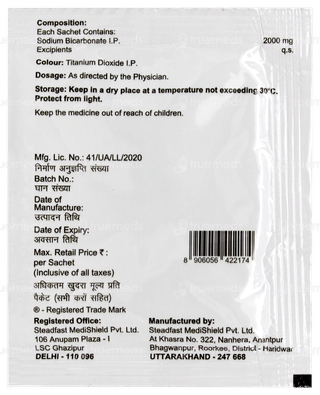 Composition:
Each Sachet Contains:
Sodium Bicarbonate I.P. 2000 mg
Excipients q.s.
Colour: Titanium Dioxide I.P.
Dosage: As directed by the Physician.
Storage: Keep in a dry place at a temperature not exceeding 30°C.
Protect from light.
Keep the medicine out of reach of children.
Mfg. Lic. No.: 41/UA/LL/2020
निर्माण अनुज्ञप्ति संख्या
Batch No.:
घान संख्या
Date of
Manufacture:
उत्पादन तिथि
Date of Expiry:
अवसान तिथि
Max. Retail Price ₹ :
per Sachet
(Inclusive of all taxes)
अधिकतम खुदरा मूल्य प्रति
पैकेट (सभी करों सहित)
8 906056 422174
® - Registered Trade Mark
Registered Office:
Steadfast MediShield Pvt. Ltd.
106 Anupam Plaza - I
LSC Ghazipur
DELHI - 110 096
Manufactured by:
Steadfast MediShield Pvt. Ltd.
At Khasra No. 322, Nanhera, Anantpur
Bhagwanpur, Roorkee, District - Haridwar
UTTARAKHAND - 247 668